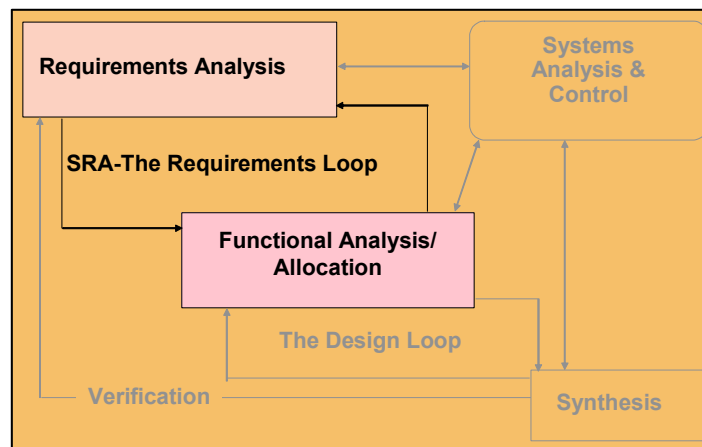 Requirements Analysis
Systems
Analysis &
Control
SRA-The Requirements Loop
Functional Analysis/
Allocation
The Design Loop
Verification
Synthesis